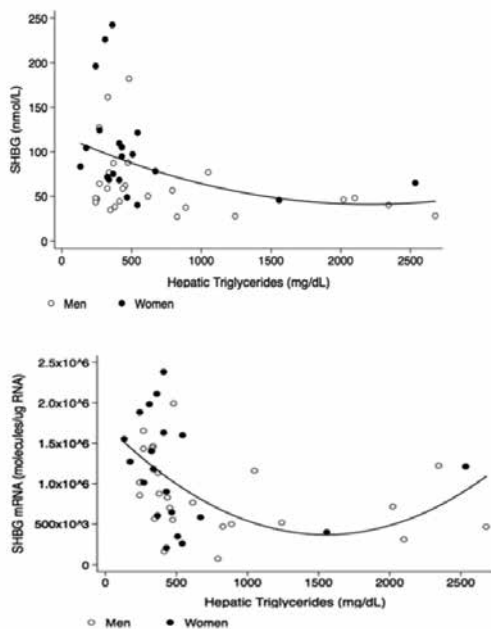 250
200
150
100
50
0
SHBG (nmol/L)
0 500 1000 1500 2000 2500
Hepatic Triglycerides (mg/dL)
○ Men ● Women
2.5x10^6
2.0x10^6
1.5x10^6
1.0x10^6
500x10^3
0
SHBG mRNA (molecules/ug RNA)
0 500 1000 1500 2000 2500
Hepatic Triglycerides (mg/dL)
○ Men ● Women